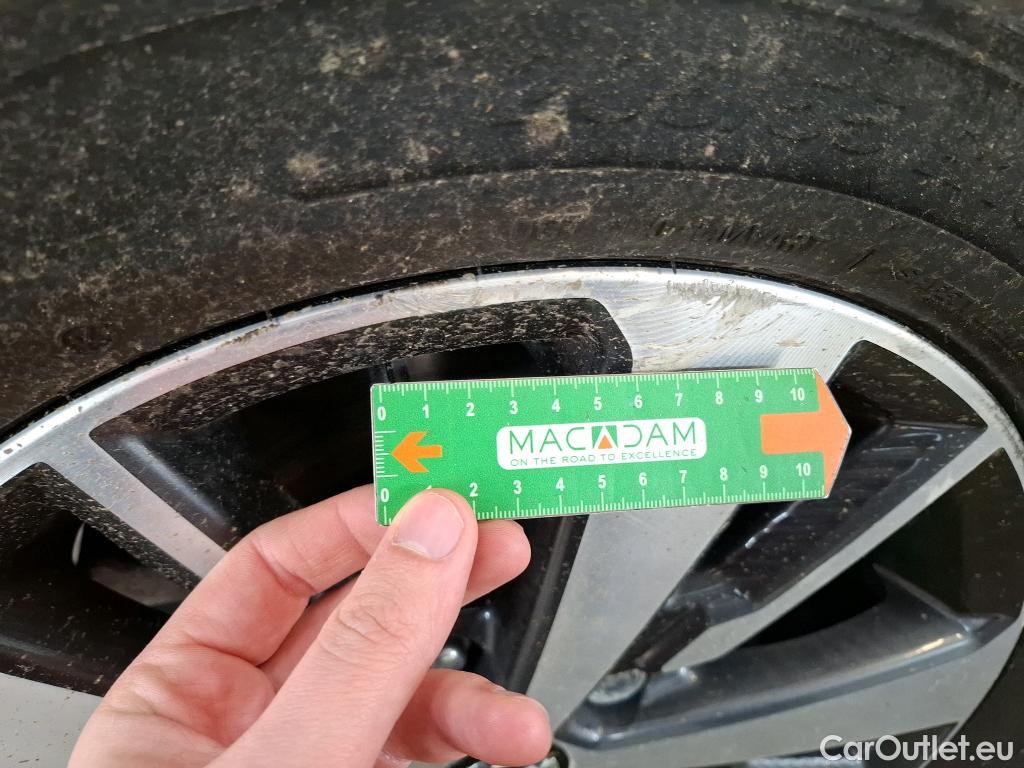 0 1 2 3 4 5 6 7 8 9 10
MACADAM
ON THE ROAD TO EXCELLENCE
0 1 2 3 4 5 6 7 8 9 10
CarOutlet.eu